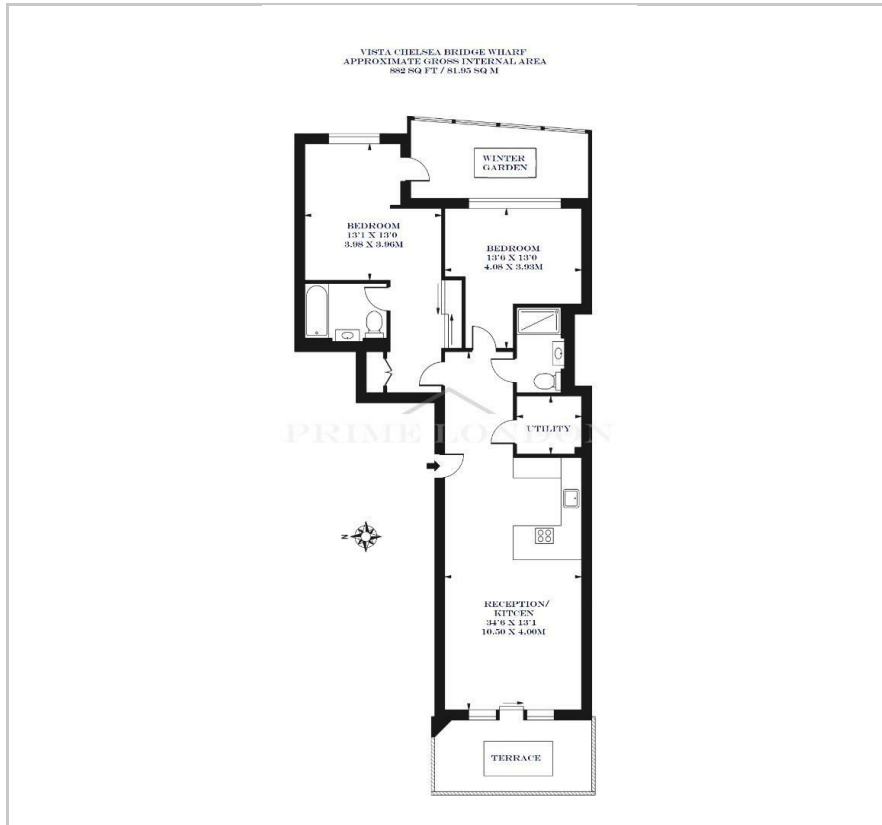 VISTA CHELSEA BRIDGE WHARF
APPROXIMATE GROSS INTERNAL AREA
882 SQ FT / 81.95 SQ M
WINTER
GARDEN
BEDROOM
13'1 X 13'0
3.98 X 3.96M
BEDROOM
13'6 X 13'0
4.08 X 3.93M
UTILITY
PRIME LONDON
N
RECEPTION/
KITCEN
34'6 X 13'1
10.50 X 4.00M
TERRACE